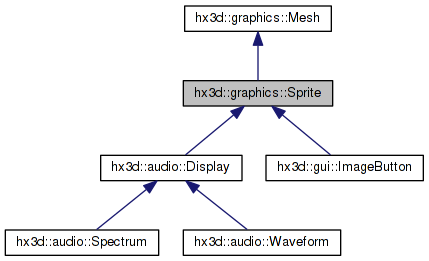 hx3d::graphics::Mesh
hx3d::graphics::Sprite
hx3d::audio::Display
hx3d::gui::ImageButton
hx3d::audio::Spectrum
hx3d::audio::Waveform